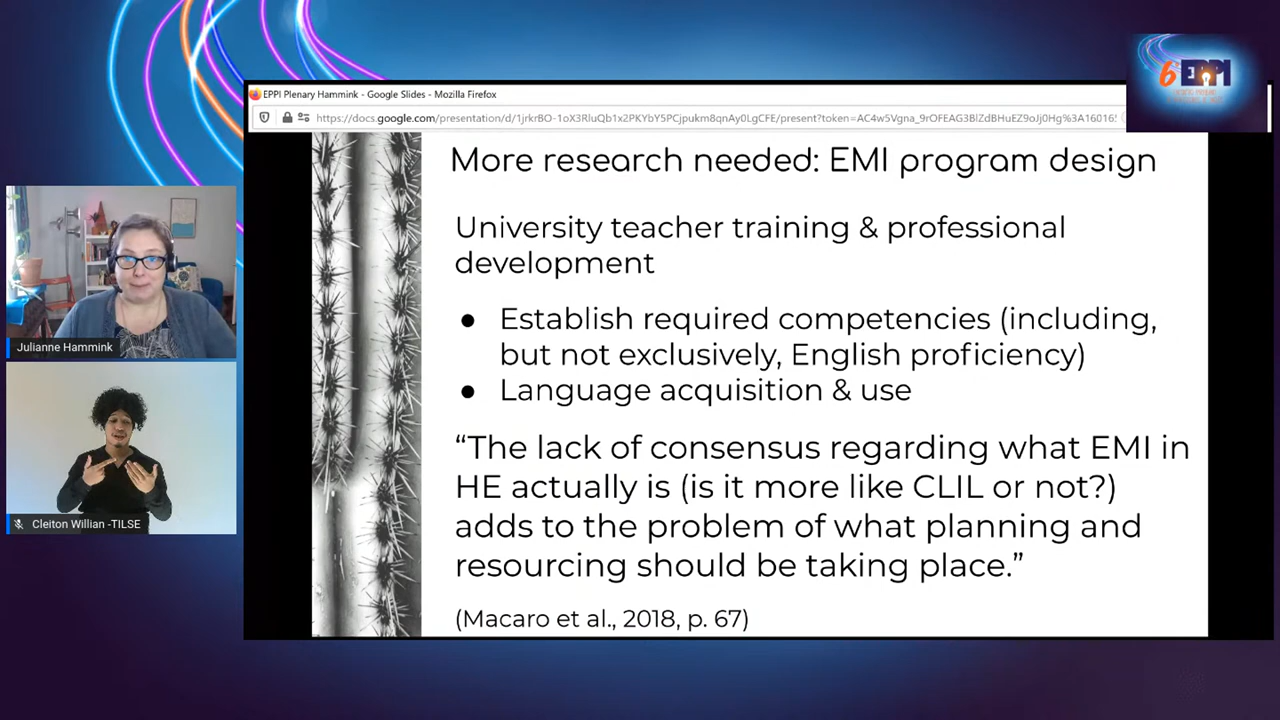 6EPPI
EPPI Plenary Hammink - Google Slides - Mozilla Firefox
More research needed: EMI program design
University teacher training & professional
development
● Establish required competencies (including,
but not exclusively, English proficiency)
● Language acquisition & use
“The lack of consensus regarding what EMI in
HE actually is (is it more like CLIL or not?)
adds to the problem of what planning and
resourcing should be taking place.”
(Macaro et al., 2018, p. 67)
Julianne Hammink
Cleiton Willian -TILSE